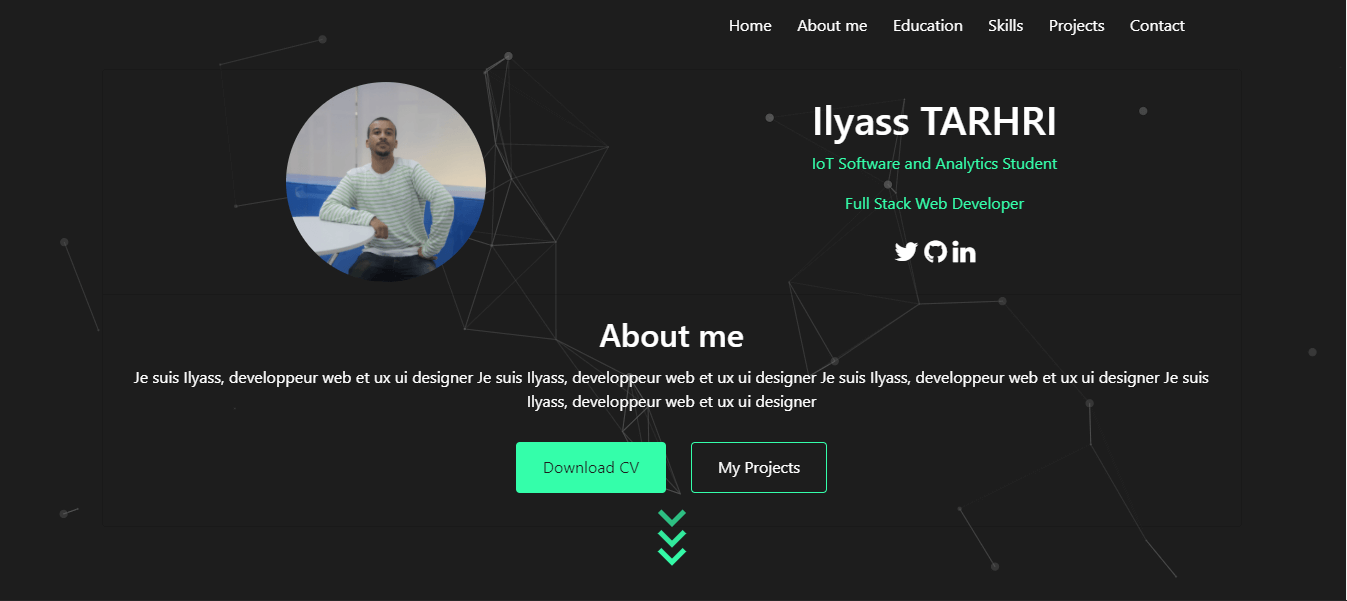 Home About me Education Skills Projects Contact
Ilyass TARHRI
IoT Software and Analytics Student
Full Stack Web Developer
About me
Je suis Ilyass, developpeur web et ux ui designer Je suis Ilyass, developpeur web et ux ui designer Je suis Ilyass, developpeur web et ux ui designer Je suis
Ilyass, developpeur web et ux ui designer
Download CV My Projects